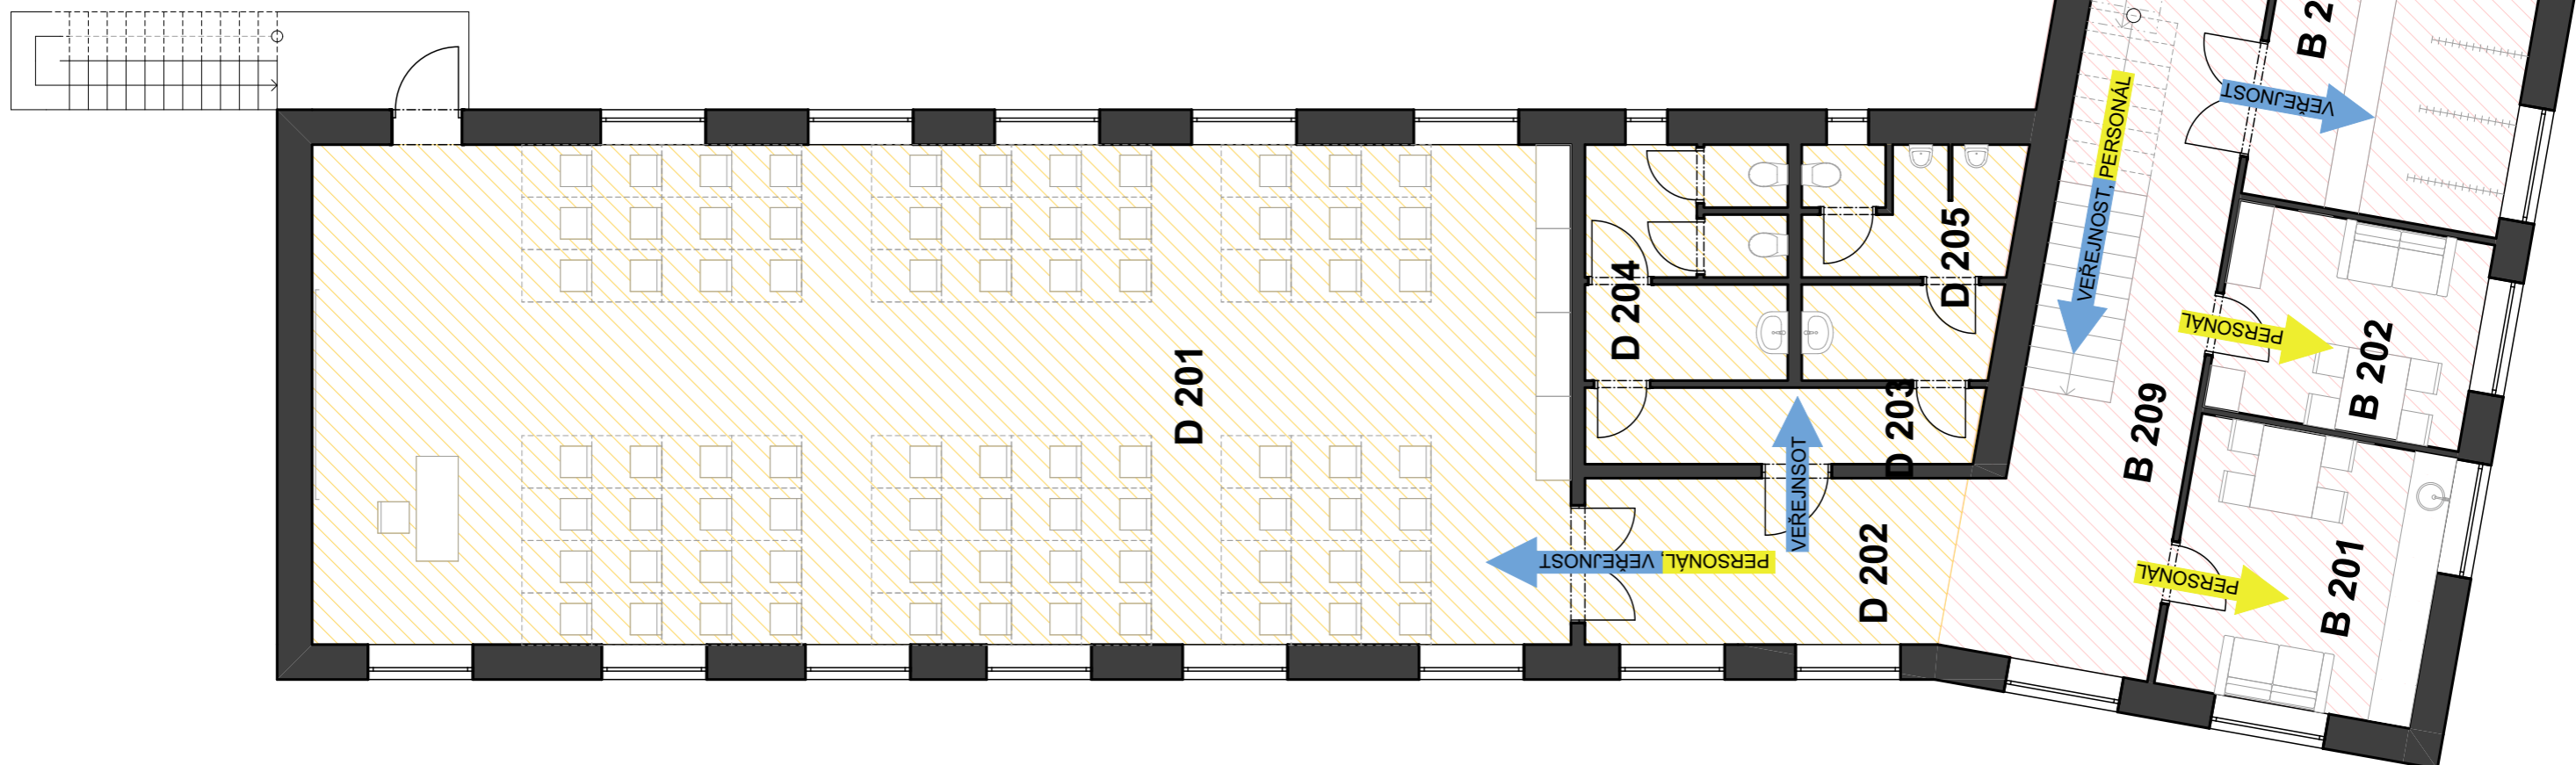 B 2
VEŘEJNOST
VEŘEJNOST, PERSONÁL
D 205
D 204
D 201
PERSONÁL
B 202
D 203
B 209
VEŘEJNSOT
D 202
PERSONÁL, VEŘEJNOST
PERSONÁL
B 201